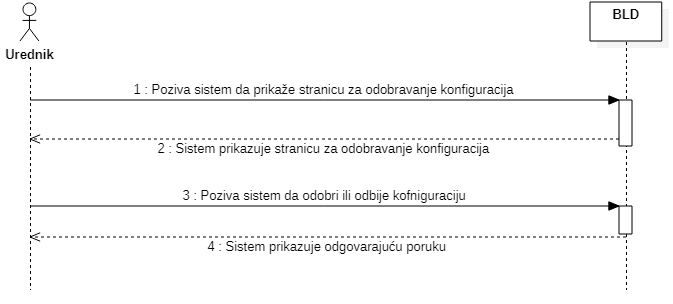 BLD
Urednik
1 : Poziva sistem da prikaže stranicu za odobravanje konfiguracija
2 : Sistem prikazuje stranicu za odobravanje konfiguracija
3 : Poziva sistem da odobri ili odbije kofniguraciju
4 : Sistem prikazuje odgovarajuću poruku